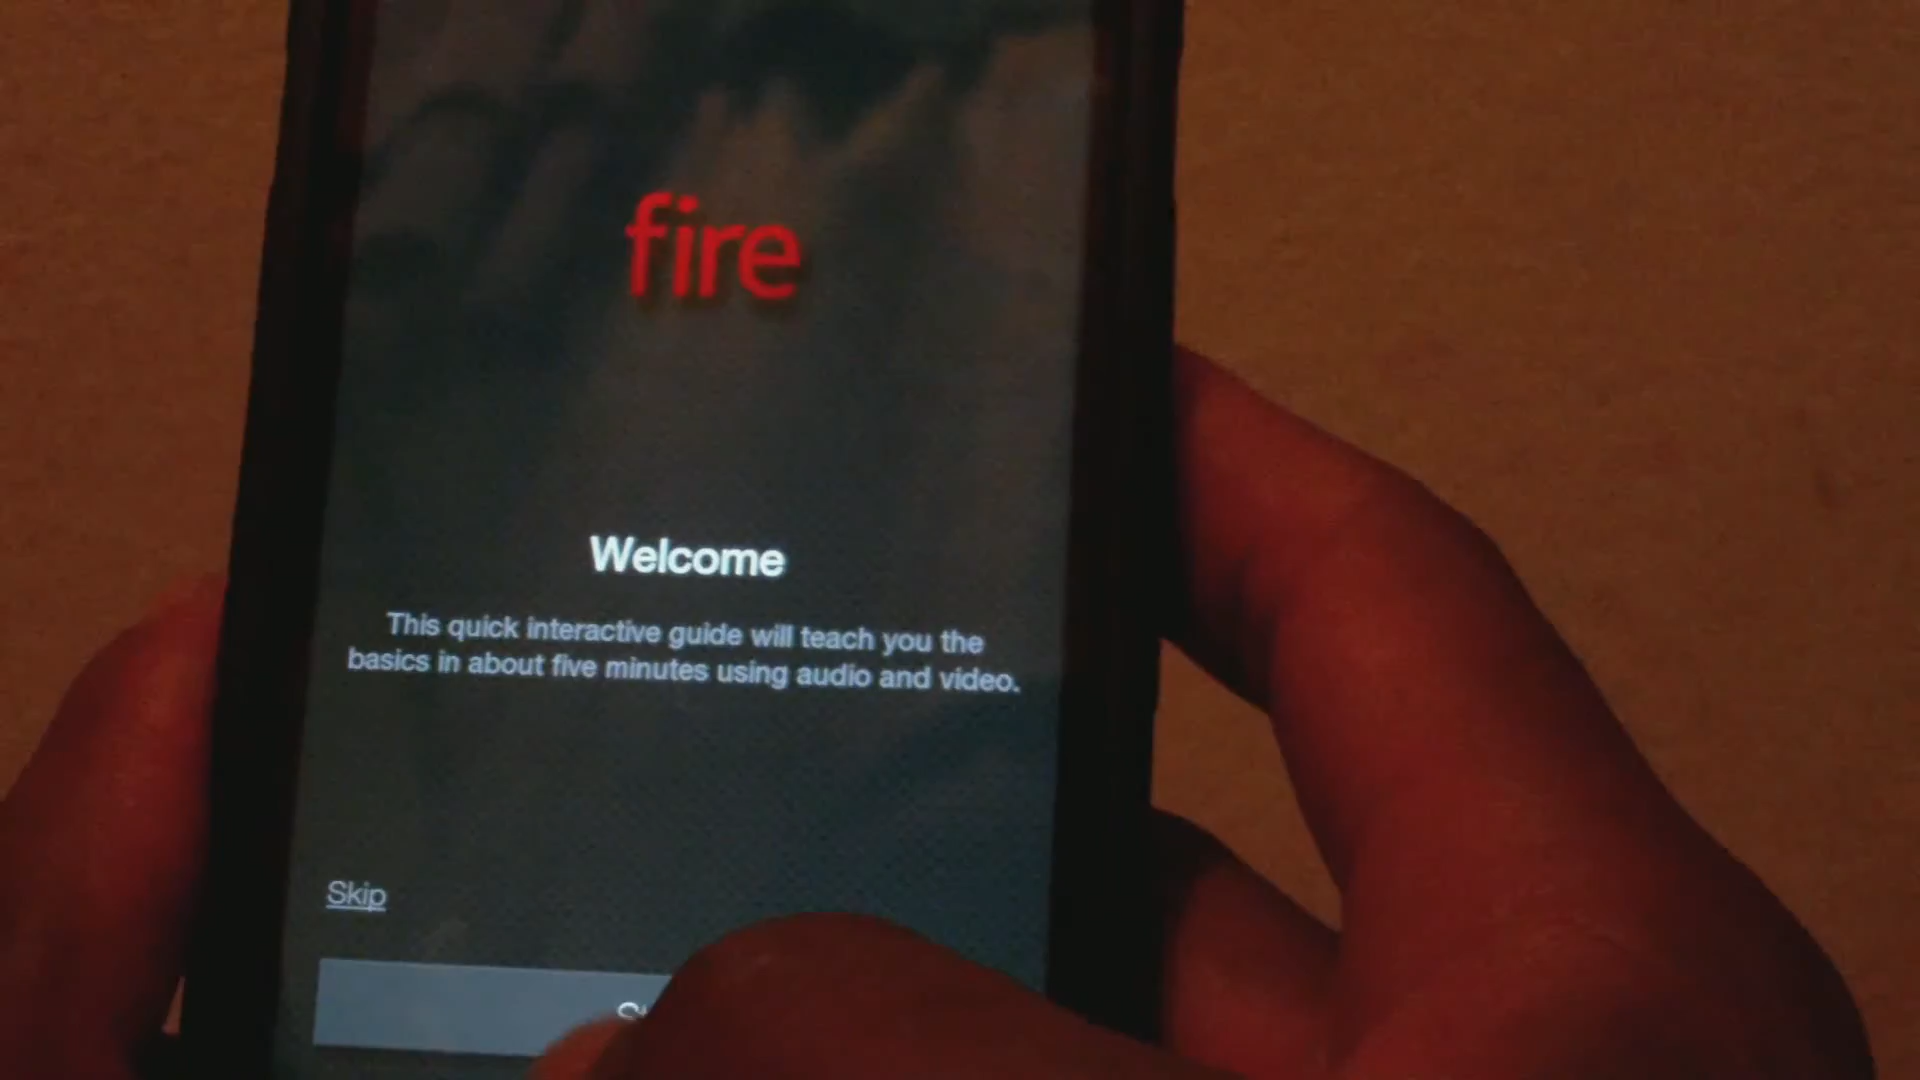 fire
Welcome
This quick interactive guide will teach you the
basics in about five minutes using audio and video.
Skip